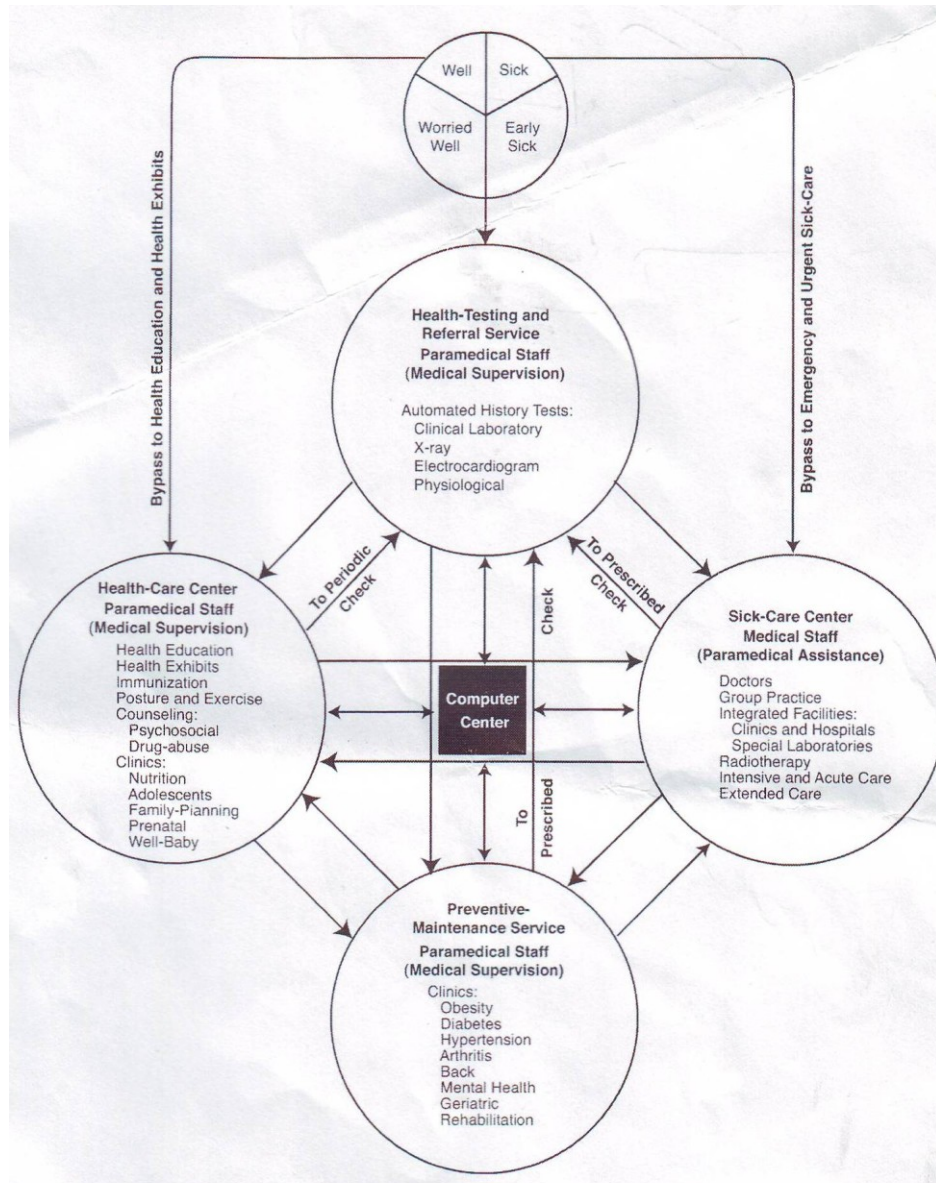 Well
Sick
Worried
Well
Early
Sick
Bypass to Health Education and Health Exhibits
Bypass to Emergency and Urgent Sick-Care
Health-Testing and
Referral Service
Paramedical Staff
(Medical Supervision)
Automated History Tests:
Clinical Laboratory
X-ray
Electrocardiogram
Physiological
To Periodic
Check
To Prescribed
Check
Health-Care Center
Paramedical Staff
(Medical Supervision)
Health Education
Health Exhibits
Immunization
Posture and Exercise
Counseling:
Psychosocial
Drug-abuse
Clinics:
Nutrition
Adolescents
Family-Planning
Prenatal
Well-Baby
Computer
Center
Sick-Care Center
Medical Staff
(Paramedical Assistance)
Doctors
Group Practice
Integrated Facilities:
Clinics and Hospitals
Special Laboratories
Radiotherapy
Intensive and Acute Care
Extended Care
To
Prescribed
Check
Preventive-
Maintenance Service
Paramedical Staff
(Medical Supervision)
Clinics:
Obesity
Diabetes
Hypertension
Arthritis
Back
Mental Health
Geriatric
Rehabilitation